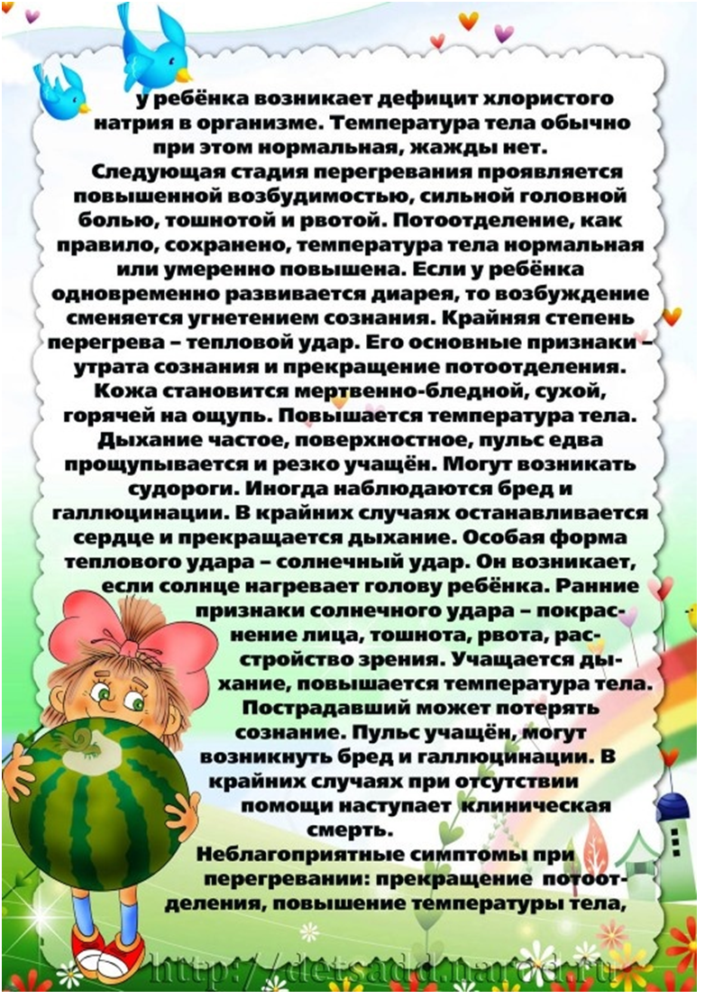 у ребёнка возникает дефицит хлористого
натрия в организме. Температура тела обычно
при этом нормальная, жажды нет.
Следующая стадия перегревания проявляется
повышенной возбудимостью, сильной головной
болью, тошнотой и рвотой. Потоотделение, как
правило, сохранено, температура тела нормальная
или умеренно повышена. Если у ребёнка
одновременно развивается диарея, то возбуждение
сменяется угнетением сознания. Крайняя степень
перегрева – тепловой удар. Его основные признаки –
утрата сознания и прекращение потоотделения.
Кожа становится мертвенно-бледной, сухой,
горячей на ощупь. Повышается температура тела.
Дыхание частое, поверхностное, пульс едва
прощупывается и резко учащён. Могут возникать
судороги. Иногда наблюдаются бред и
галлюцинации. В крайних случаях останавливается
сердце и прекращается дыхание. Особая форма
теплового удара – солнечный удар. Он возникает,
если солнце нагревает голову ребёнка. Ранние
признаки солнечного удара – покрас-
нение лица, тошнота, рвота, рас-
стройство зрения. Учащается ды-
хание, повышается температура тела.
Пострадавший может потерять
сознание. Пульс учащён, могут
возникнуть бред и галлюцинации. В
крайних случаях при отсутствии
помощи наступает клиническая
смерть.
Неблагоприятные симптомы при
перегревании: прекращение потоот-
деления, повышение температуры тела,
http://detsadd.narod.ru